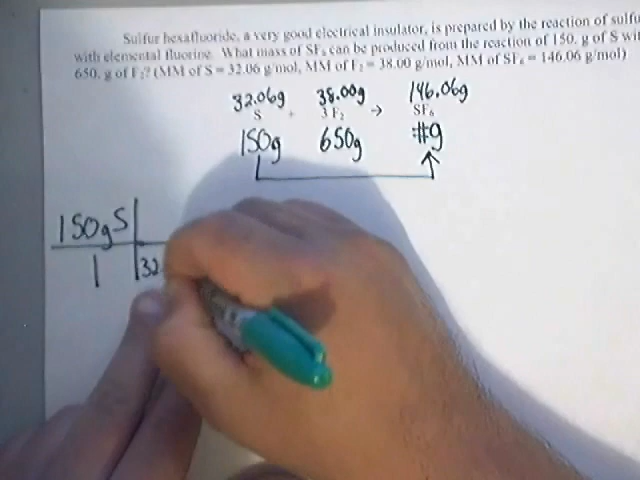 Sulfur hexafluoride, a very good electrical insulator, is prepared by the reaction of sulfu
with elemental fluorine. What mass of SF₆ can be produced from the reaction of 150. g of S wit
650. g of F₂? (MM of S = 32.06 g/mol, MM of F₂ = 38.00 g/mol, MM of SF₆ = 146.06 g/mol)
32.06g 38.00g 146.06g
S + 3 F₂ → SF₆
150g 650g #g
150g S
1 32.